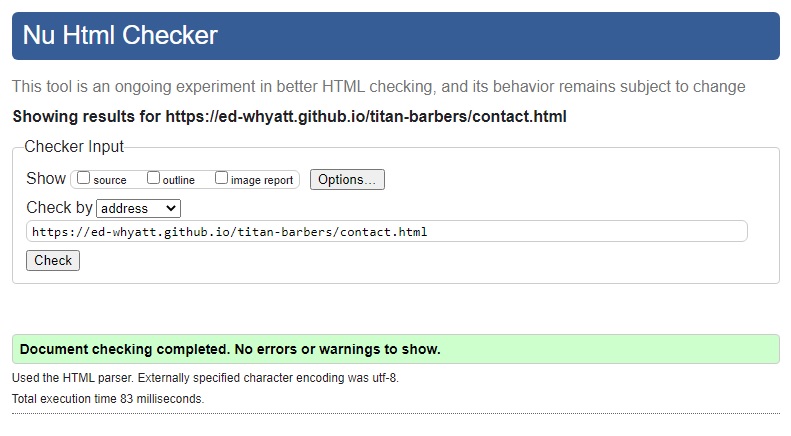 Nu Html Checker
This tool is an ongoing experiment in better HTML checking, and its behavior remains subject to change
Showing results for https://ed-whyatt.github.io/titan-barbers/contact.html
Checker Input
Show source outline image report Options...
Check by address
https://ed-whyatt.github.io/titan-barbers/contact.html
Check
Document checking completed. No errors or warnings to show.
Used the HTML parser. Externally specified character encoding was utf-8.
Total execution time 83 milliseconds.